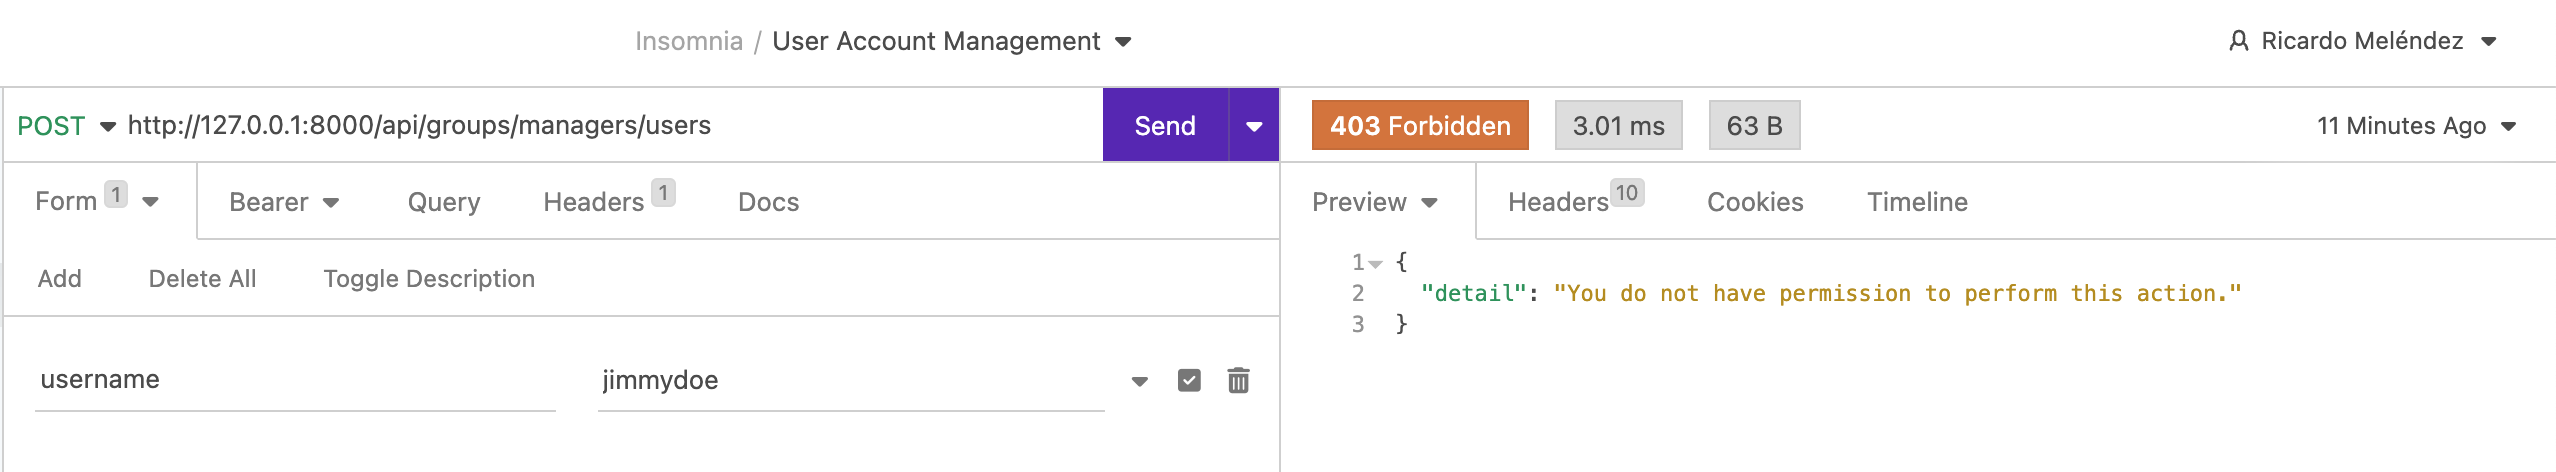 Insomnia / User Account Management
Ricardo Meléndez
POST http://127.0.0.1:8000/api/groups/managers/users
Send
403 Forbidden
3.01 ms
63 B
11 Minutes Ago
Form 1
Bearer
Query
Headers 1
Docs
Preview
Headers 10
Cookies
Timeline
Add
Delete All
Toggle Description
username
jimmydoe
1 {
2 "detail": "You do not have permission to perform this action."
3 }